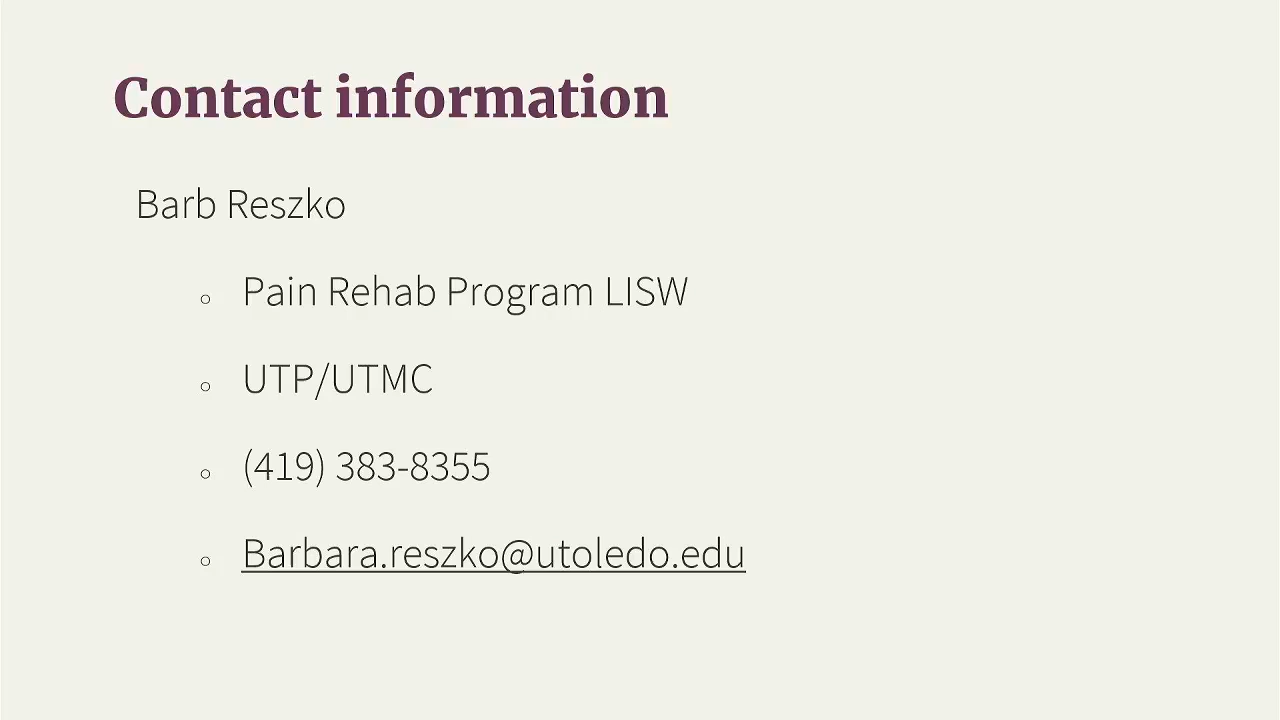 Contact information
Barb Reszko
Pain Rehab Program LISW
UTP/UTMC
(419) 383-8355
Barbara.reszko@utoledo.edu